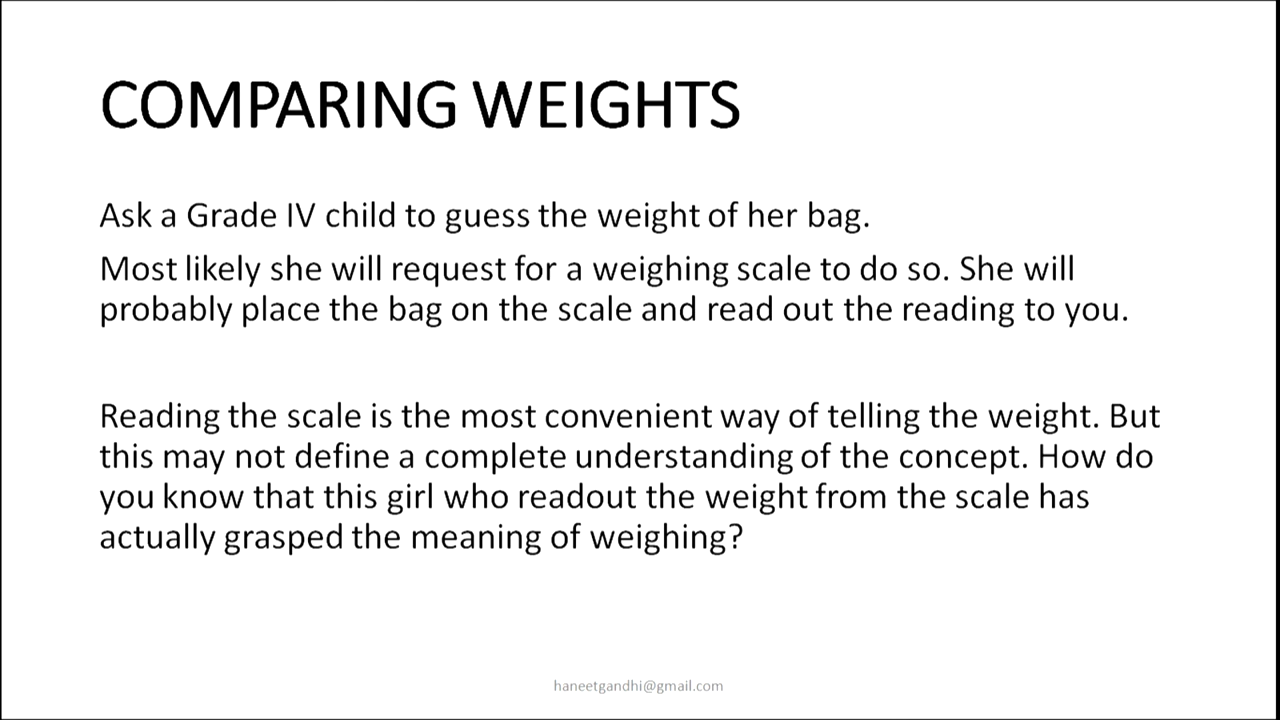 COMPARING WEIGHTS
Ask a Grade IV child to guess the weight of her bag.
Most likely she will request for a weighing scale to do so. She will
probably place the bag on the scale and read out the reading to you.
Reading the scale is the most convenient way of telling the weight. But
this may not define a complete understanding of the concept. How do
you know that this girl who readout the weight from the scale has
actually grasped the meaning of weighing?
haneetgandhi@gmail.com